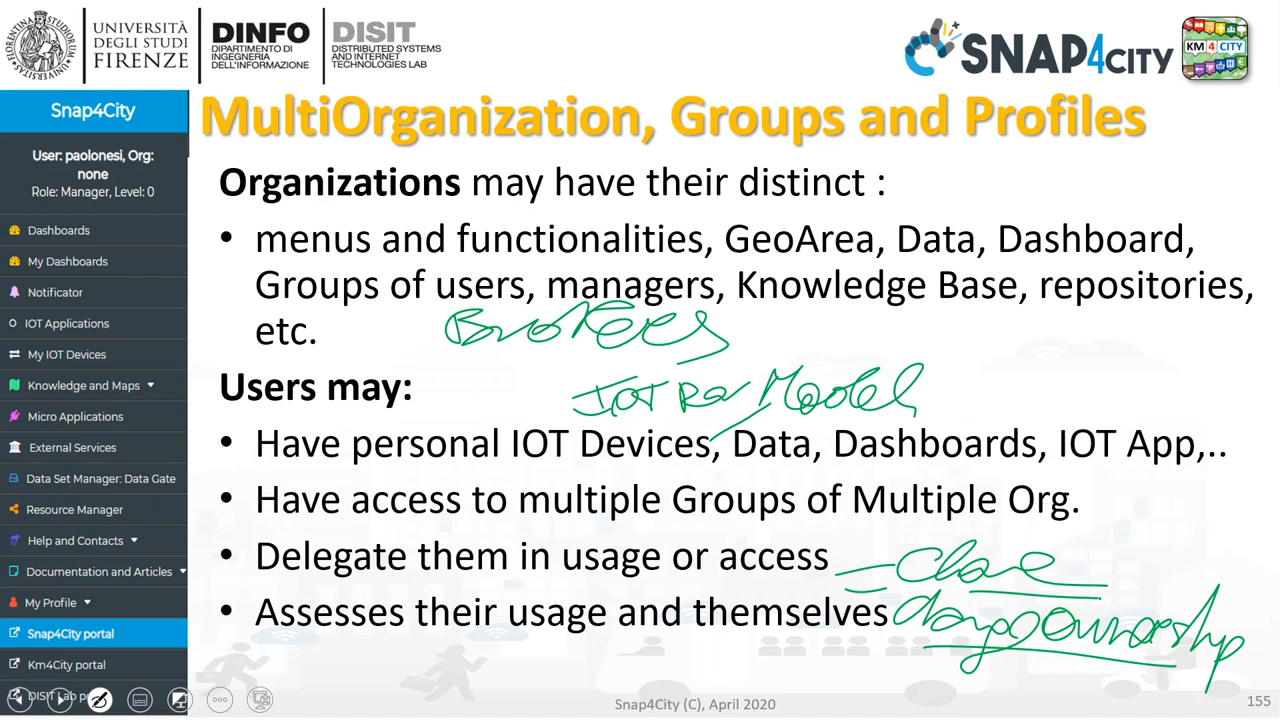 UNIVERSITÀ
DEGLI STUDI
FIRENZE
DINFO
DIPARTIMENTO DI
INGEGNERIA
DELL'INFORMAZIONE
DISIT
DISTRIBUTED SYSTEMS
AND INTERNET
TECHNOLOGIES LAB
SNAP4CITY
KM4CITY
Snap4City
User: paolonesi, Org:
none
Role: Manager, Level: 0
Dashboards
My Dashboards
Notificator
IOT Applications
My IOT Devices
Knowledge and Maps
Micro Applications
External Services
Data Set Manager: Data Gate
Resource Manager
Help and Contacts
Documentation and Articles
My Profile
Snap4City portal
Km4City portal
DISIT Lab
MultiOrganization, Groups and Profiles
Organizations may have their distinct :
• menus and functionalities, GeoArea, Data, Dashboard,
Groups of users, managers, Knowledge Base, repositories,
etc.
Brokers
Users may:
IOT Model
• Have personal IOT Devices, Data, Dashboards, IOT App,..
• Have access to multiple Groups of Multiple Org.
• Delegate them in usage or access
• Assesses their usage and themselves
change Ownership
Snap4City (C), April 2020
155